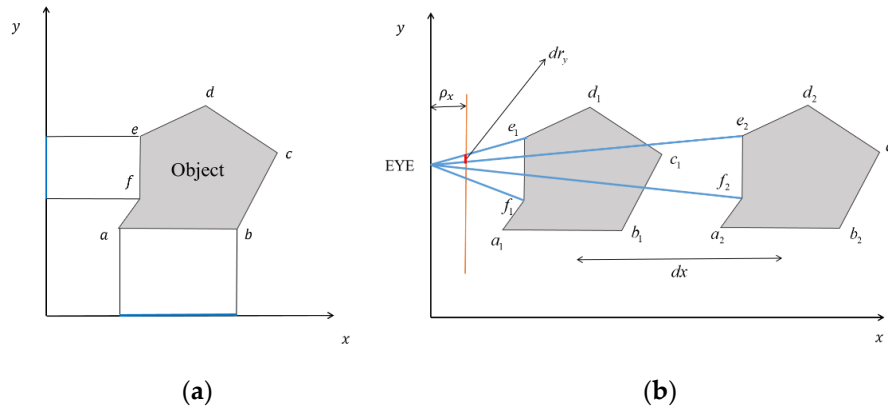 y
d
e
c
Object
f
a
b
x
(a)
y
dr_y
ρ_x
d_1
d_2
e_1
e_2
EYE
c_1
f_1
f_2
a_1
a_2
b_1
b_2
dx
x
(b)